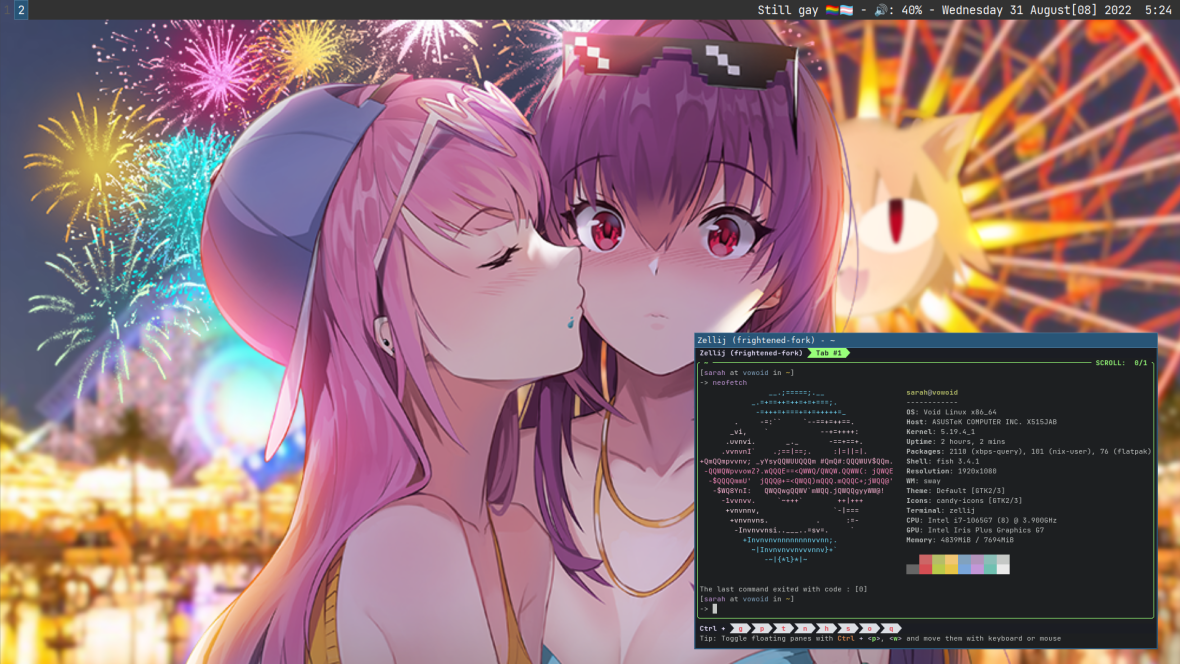 1 2
Still gay 🏳️‍🌈🏳️‍⚧️ - 🔊: 40% - Wednesday 31 August[08] 2022 5:24
Zellij (frightened-fork) - ~
Zellij (frightened-fork) Tab #1
~ SCROLL: 0/1
[sarah at vowoid in ~]
-> neofetch
sarah@vowoid
------------
OS: Void Linux x86_64
Host: ASUSTeK COMPUTER INC. X515JAB
Kernel: 5.19.4_1
Uptime: 2 hours, 2 mins
Packages: 2110 (xbps-query), 101 (nix-user), 76 (flatpak)
Shell: fish 3.4.1
Resolution: 1920x1080
WM: sway
Theme: Default [GTK2/3]
Icons: candy-icons [GTK2/3]
Terminal: zellij
CPU: Intel i7-1065G7 (8) @ 3.900GHz
GPU: Intel Iris Plus Graphics G7
Memory: 4839MiB / 7694MiB
The last command exited with code : [0]
[sarah at vowoid in ~]
->
Ctrl + g p t n h s o q
Tip: Toggle floating panes with Ctrl + <p>, <w> and move them with keyboard or mouse